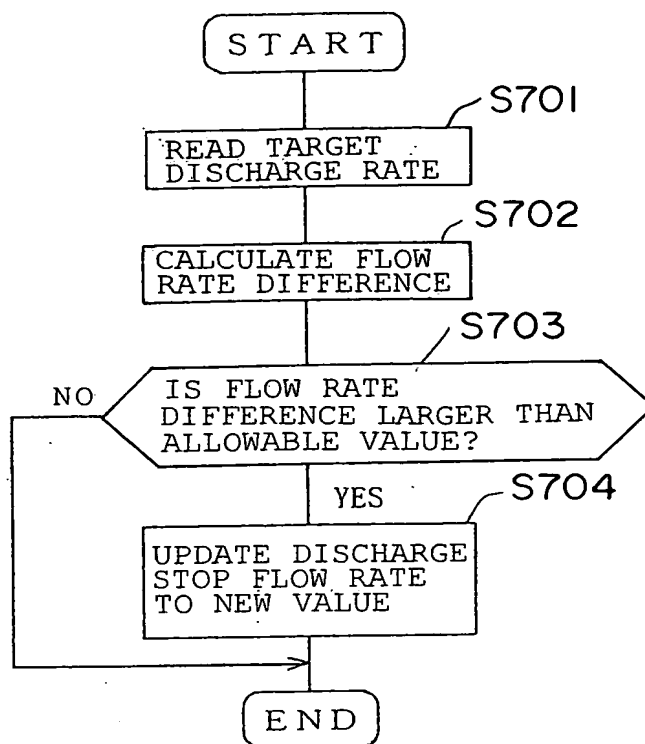 START
S701
READ TARGET
DISCHARGE RATE
S702
CALCULATE FLOW
RATE DIFFERENCE
S703
NO
IS FLOW RATE
DIFFERENCE LARGER THAN
ALLOWABLE VALUE?
YES
S704
UPDATE DISCHARGE
STOP FLOW RATE
TO NEW VALUE
END